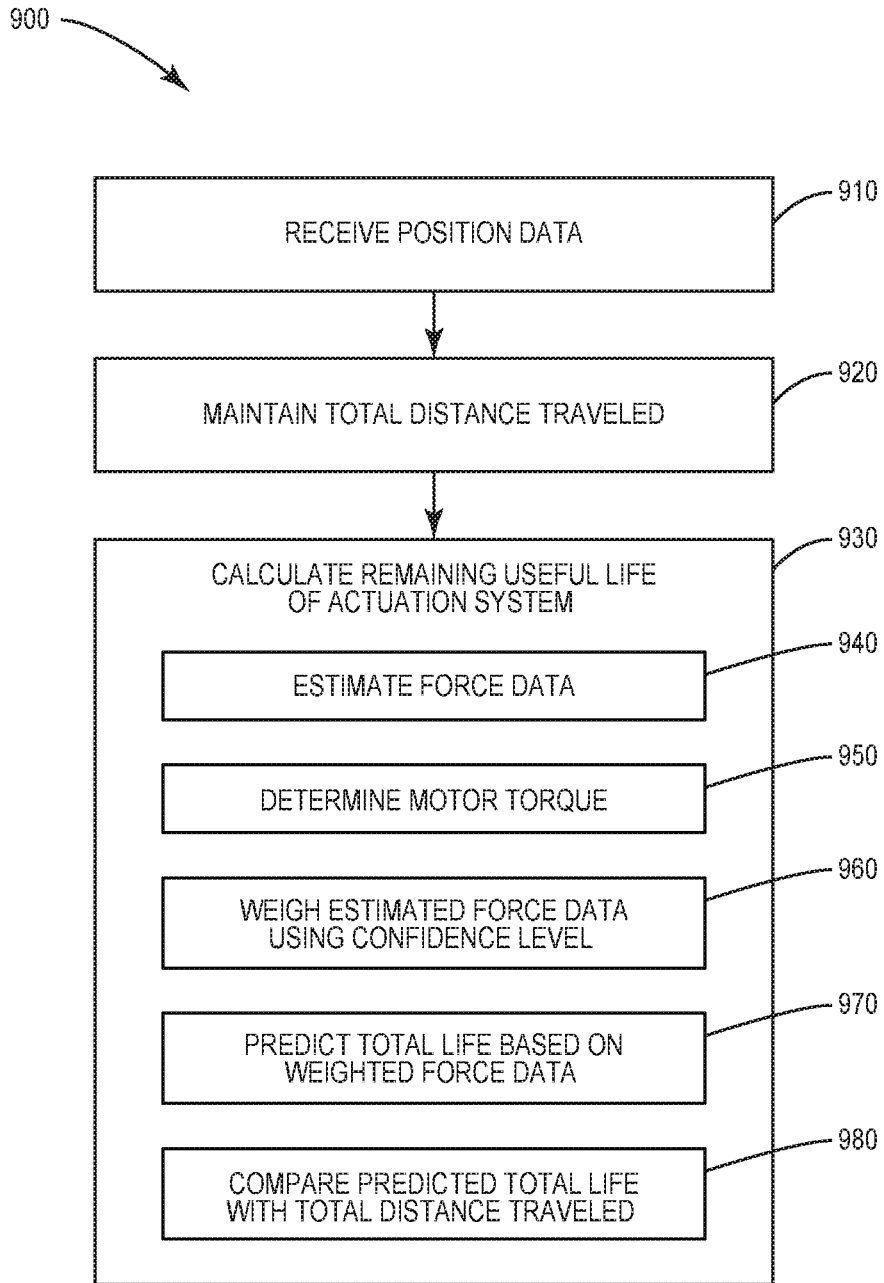 900
RECEIVE POSITION DATA
910
MAINTAIN TOTAL DISTANCE TRAVELED
920
CALCULATE REMAINING USEFUL LIFE
OF ACTUATION SYSTEM
930
ESTIMATE FORCE DATA
940
DETERMINE MOTOR TORQUE
950
WEIGH ESTIMATED FORCE DATA
USING CONFIDENCE LEVEL
960
PREDICT TOTAL LIFE BASED ON
WEIGHTED FORCE DATA
970
COMPARE PREDICTED TOTAL LIFE
WITH TOTAL DISTANCE TRAVELED
980